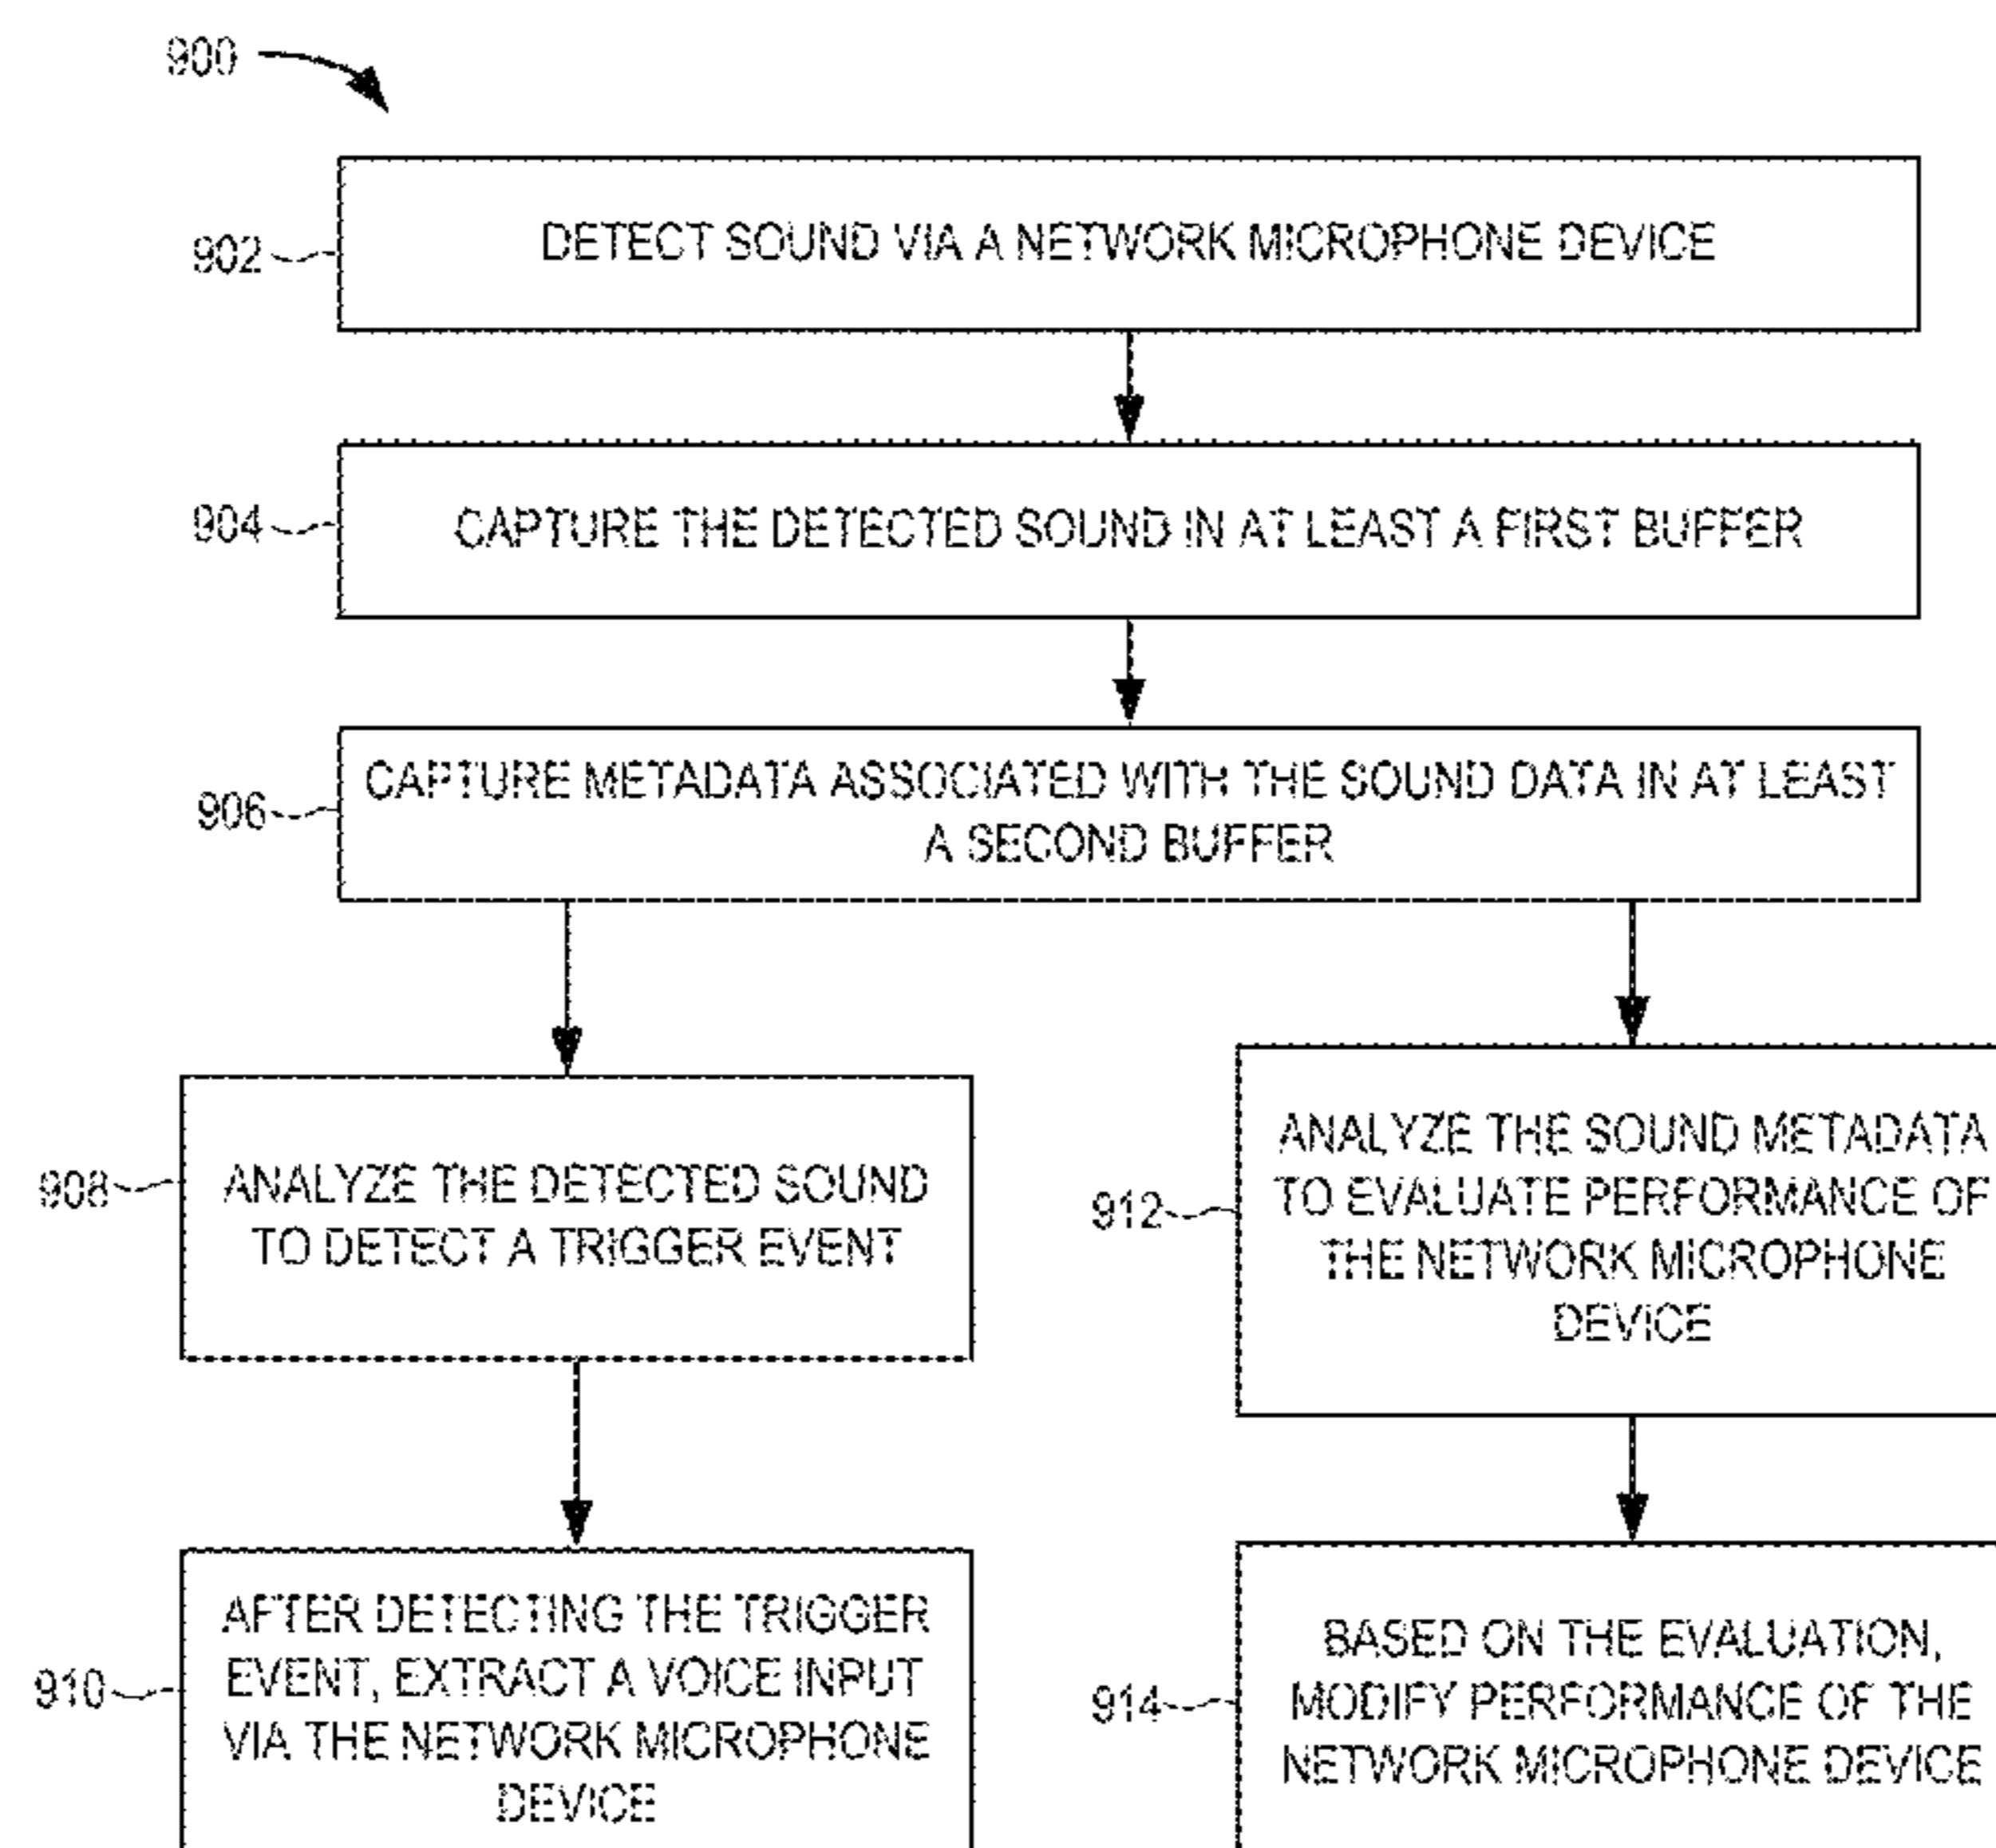 900
902
DETECT SOUND VIA A NETWORK MICROPHONE DEVICE
904
CAPTURE THE DETECTED SOUND IN AT LEAST A FIRST BUFFER
906
CAPTURE METADATA ASSOCIATED WITH THE SOUND DATA IN AT LEAST
A SECOND BUFFER
908
ANALYZE THE DETECTED SOUND
TO DETECT A TRIGGER EVENT
912
ANALYZE THE SOUND METADATA
TO EVALUATE PERFORMANCE OF
THE NETWORK MICROPHONE
DEVICE
910
AFTER DETECTING THE TRIGGER
EVENT, EXTRACT A VOICE INPUT
VIA THE NETWORK MICROPHONE
DEVICE
914
BASED ON THE EVALUATION,
MODIFY PERFORMANCE OF THE
NETWORK MICROPHONE DEVICE